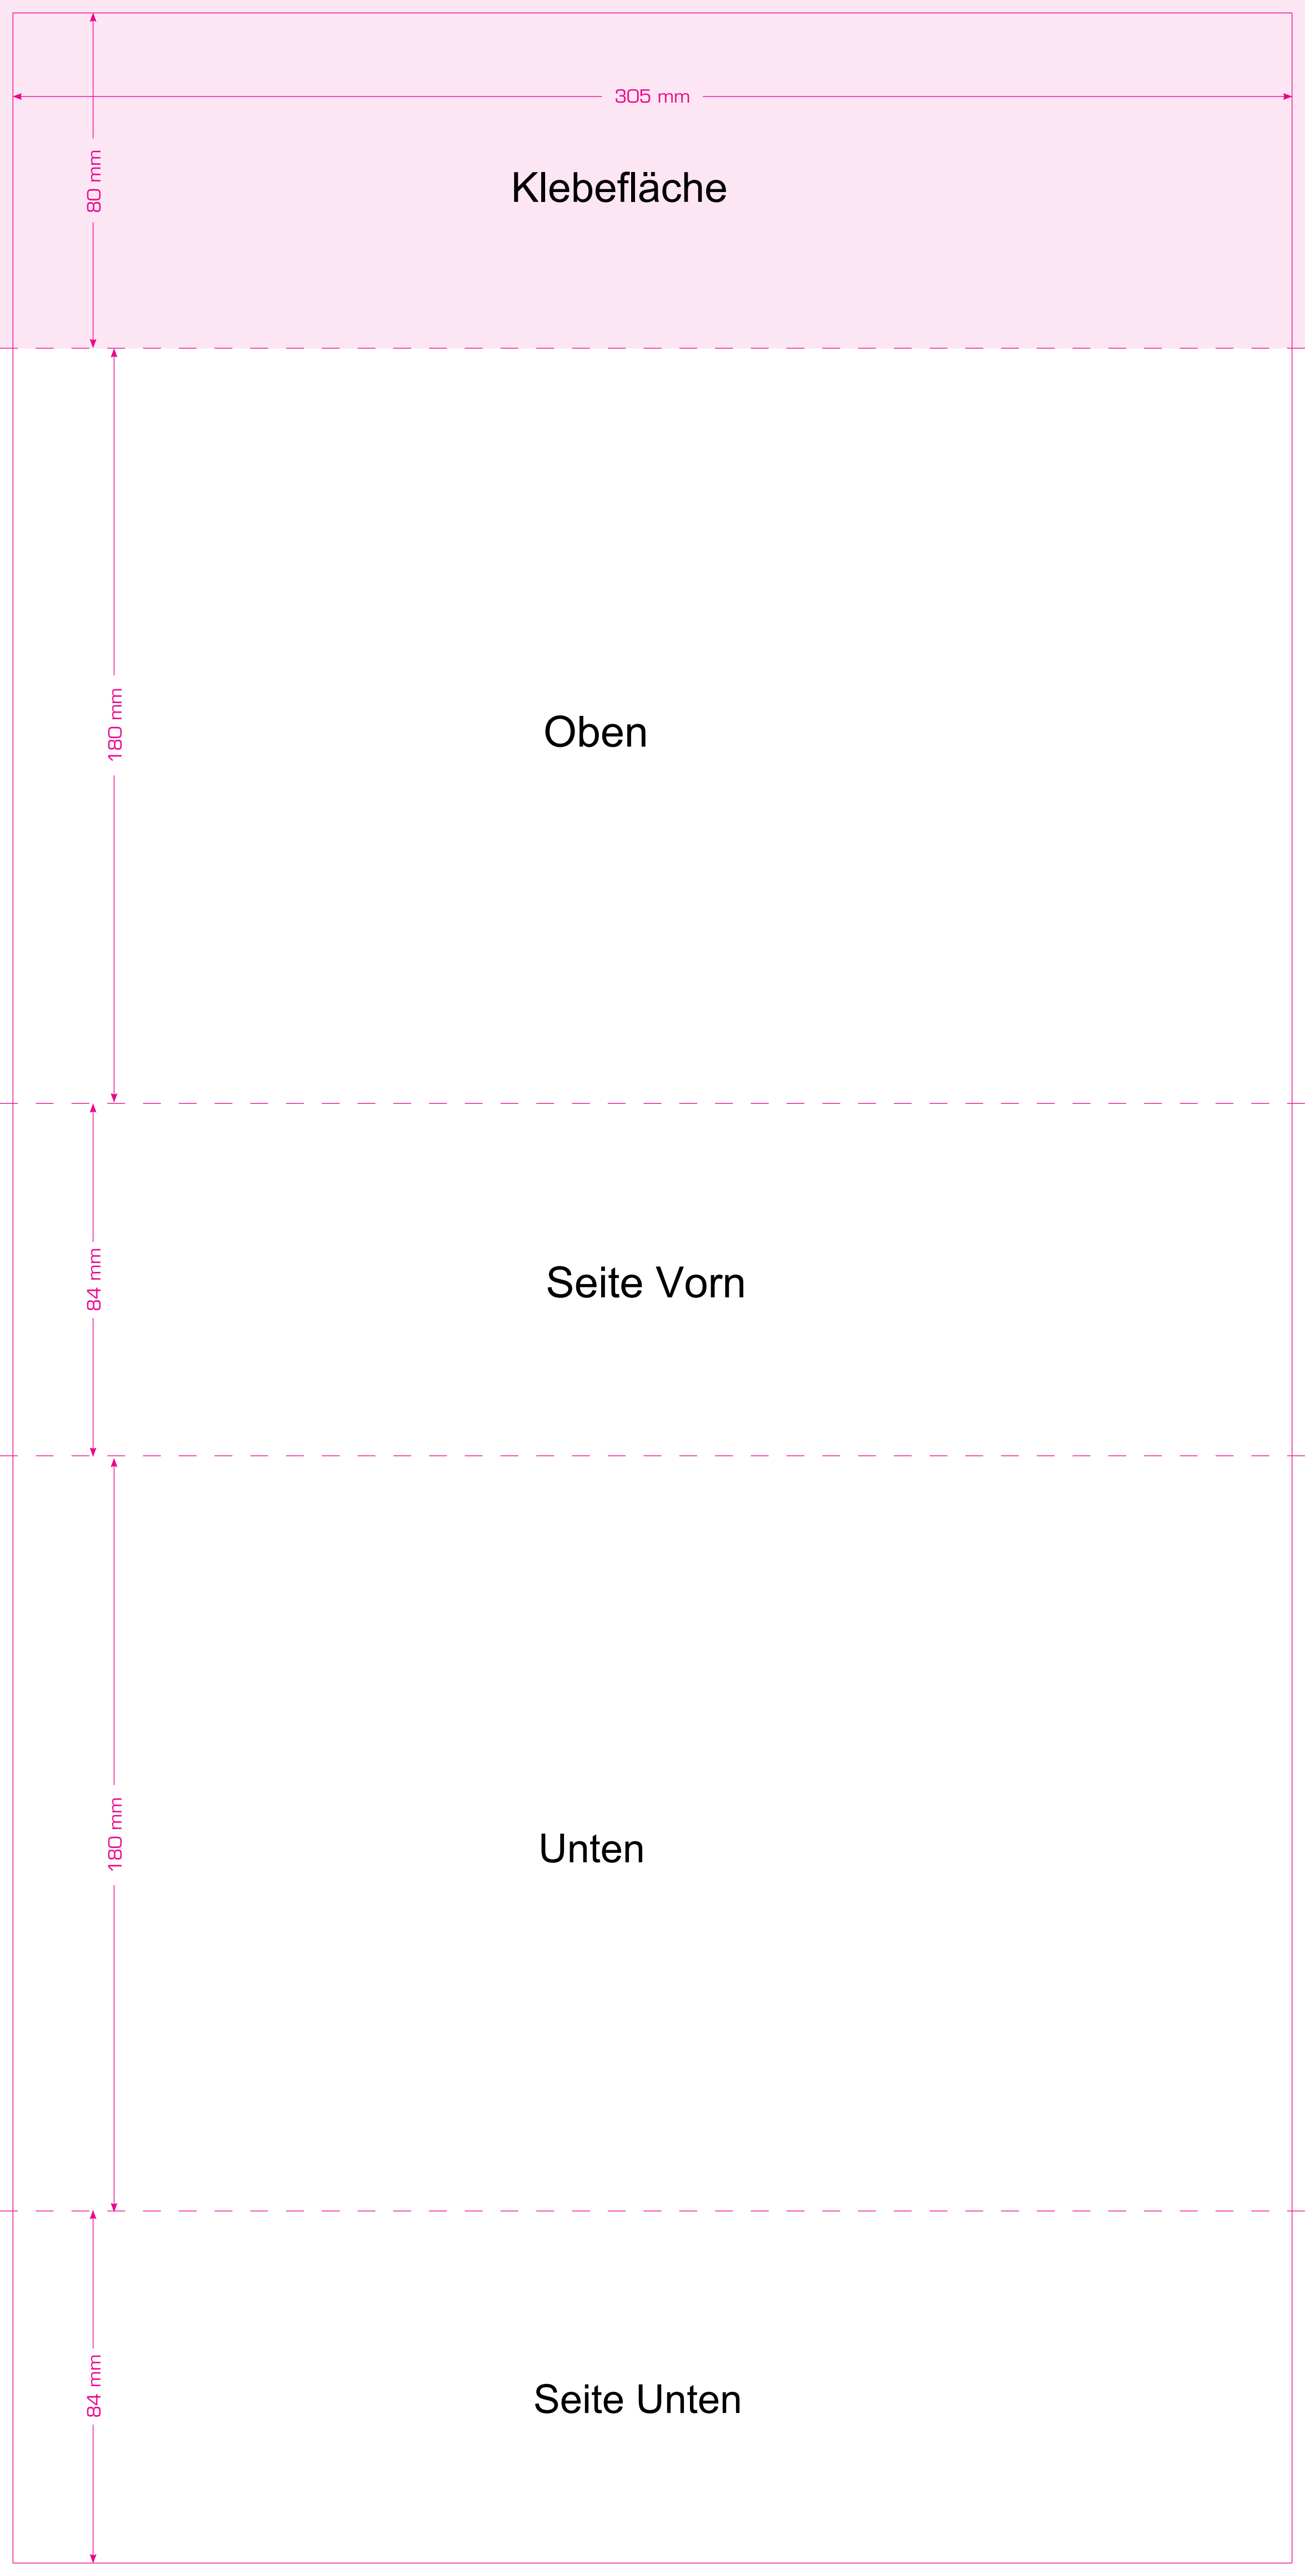 305 mm
80 mm
Klebefläche
180 mm
Oben
84 mm
Seite Vorn
180 mm
Unten
84 mm
Seite Unten